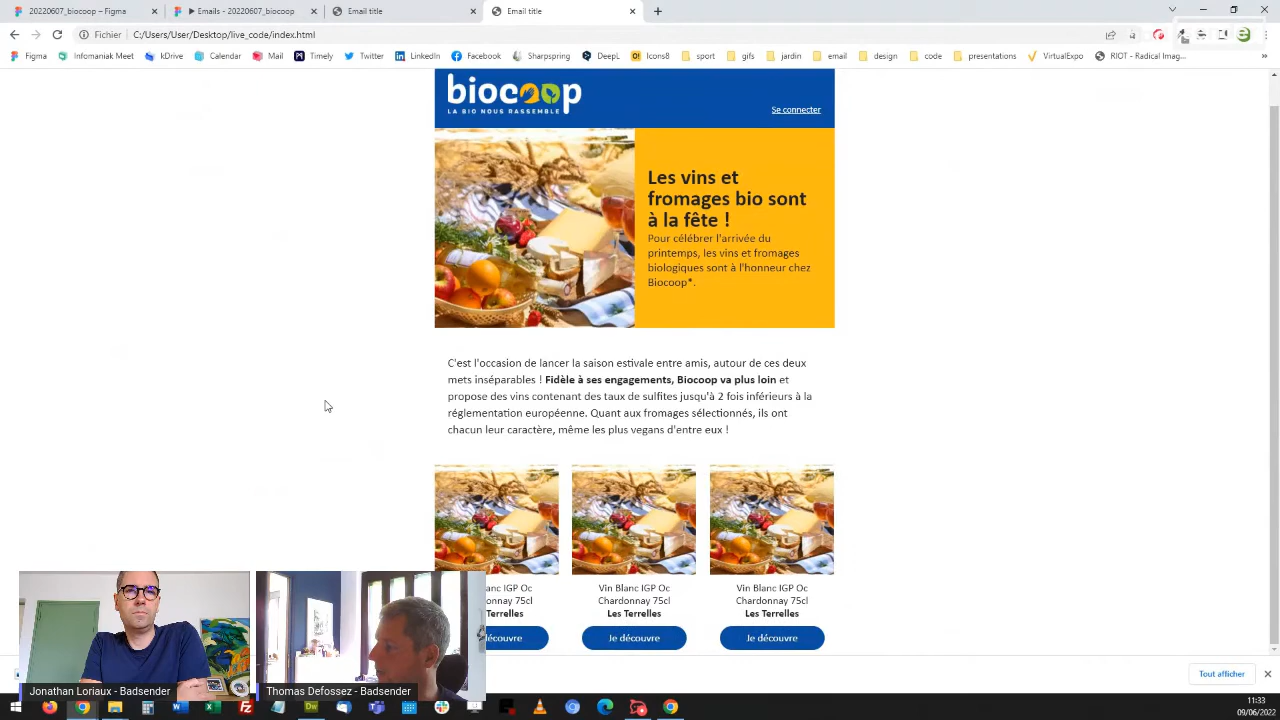 20220607_biocoop – Figma
Emails - 20220607_biocoop
Email title
Email title
Fichier
C:/Users/User/Desktop/live_code/index.html
Figma
Infomaniak Meet
kDrive
Calendar
Mail
Timely
Twitter
LinkedIn
Facebook
Sharpspring
DeepL
Icons8
sport
gifs
jardin
email
design
code
presentations
VirtualExpo
RIOT - Radical Imag...
»
biocoop
LA BIO NOUS RASSEMBLE
Se connecter
Les vins et
fromages bio sont
à la fête !
Pour célébrer l'arrivée du
printemps, les vins et fromages
biologiques sont à l'honneur chez
Biocoop*.
C'est l'occasion de lancer la saison estivale entre amis, autour de ces deux
mets inséparables ! Fidèle à ses engagements, Biocoop va plus loin et
propose des vins contenant des taux de sulfites jusqu'à 2 fois inférieurs à la
réglementation européenne. Quant aux fromages sélectionnés, ils ont
chacun leur caractère, même les plus vegans d'entre eux !
anc IGP Oc
onnay 75cl
Terrelles
découvre
Vin Blanc IGP Oc
Chardonnay 75cl
Les Terrelles
Je découvre
Vin Blanc IGP Oc
Chardonnay 75cl
Les Terrelles
Je découvre
Jonathan Loriaux - Badsender
Thomas Defossez - Badsender
Tout afficher
11:33
09/06/2022